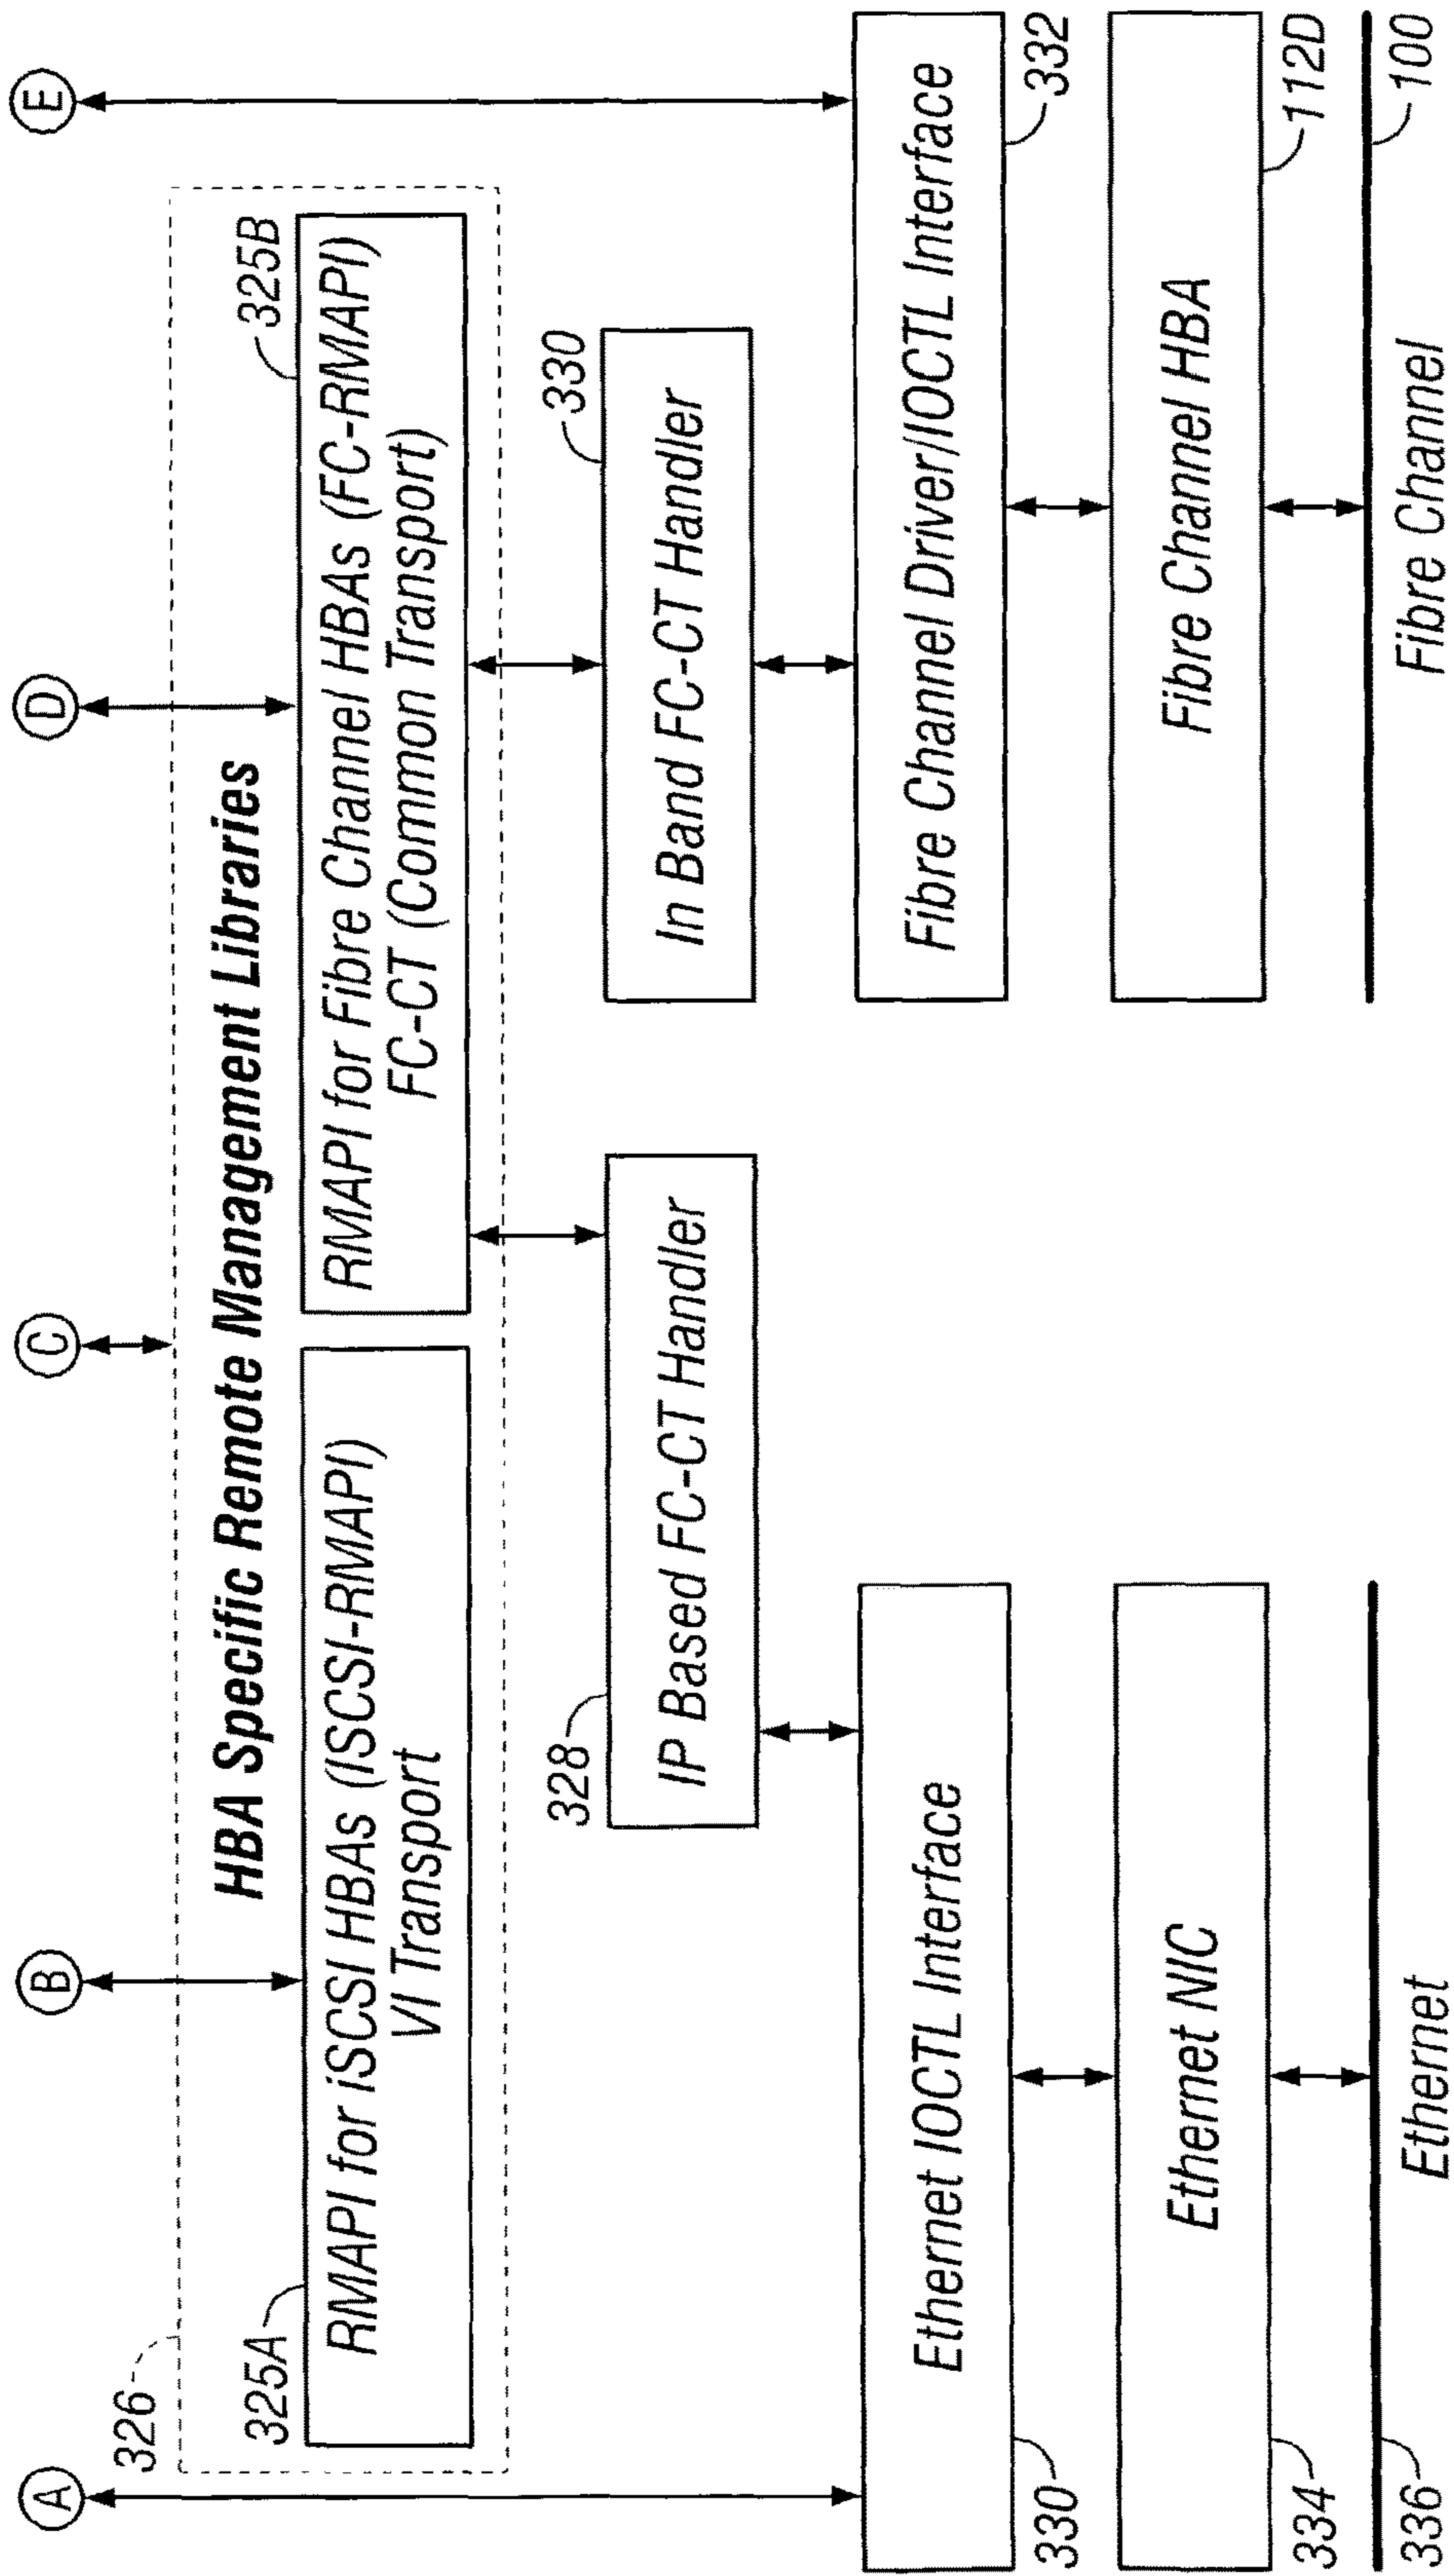 A
B
C
D
E
326
HBA Specific Remote Management Libraries
325A
325B
RMAPI for iSCSI HBAs (ISCSI-RMAPI)
VI Transport
RMAPI for Fibre Channel HBAs (FC-RMAPI)
FC-CT (Common Transport)
328
330
IP Based FC-CT Handler
In Band FC-CT Handler
Ethernet IOCTL Interface
Fibre Channel Driver/IOCTL Interface
330
332
Ethernet NIC
Fibre Channel HBA
334
112D
336
100
Ethernet
Fibre Channel